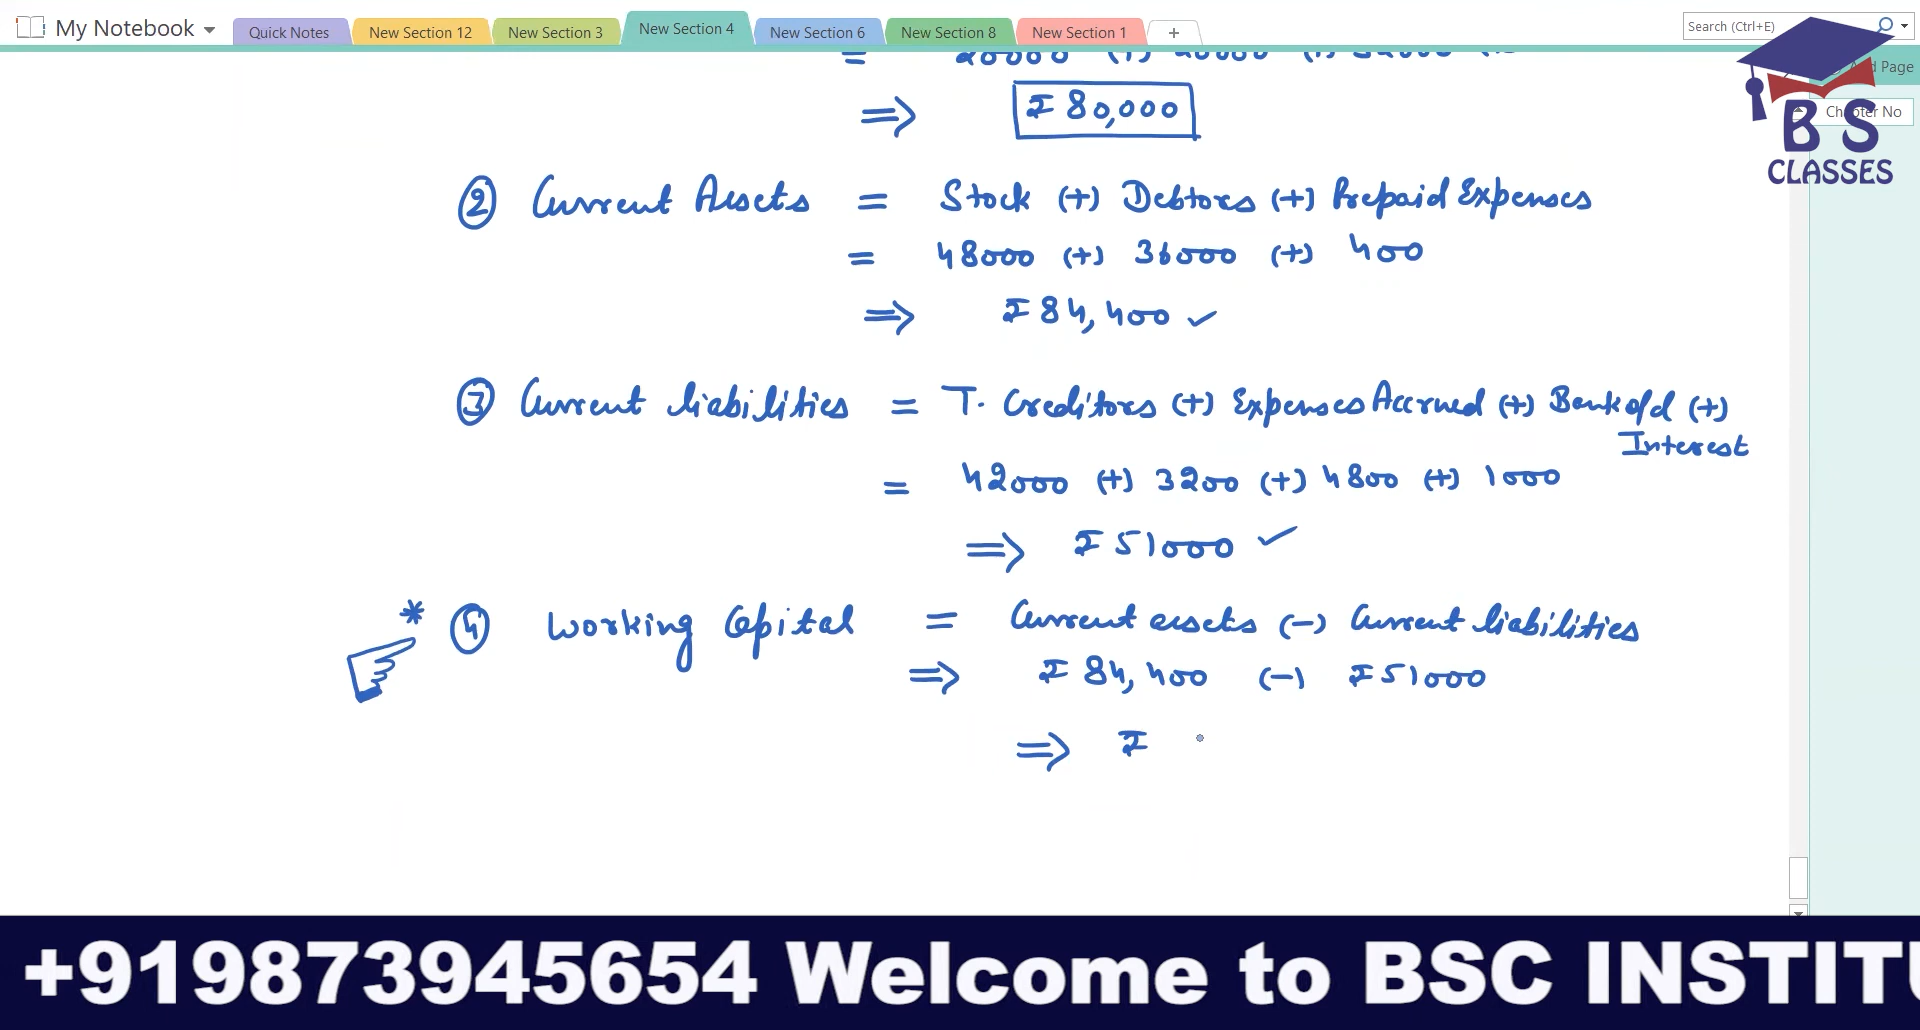 My Notebook
Quick Notes
New Section 12
New Section 3
New Section 4
New Section 6
New Section 8
New Section 1
+
Search (Ctrl+E)
d Page
Chapter No
B S
CLASSES
=
⇒ ₹ 80,000
② Current Assets = Stock (+) Debtors (+) Prepaid Expenses
= 48000 (+) 36000 (+) 400
⇒ ₹ 84,400 ✓
③ Current liabilities = T. Creditors (+) Expenses Accrued (+) Bank o/d (+)
Interest
= 42000 (+) 3200 (+) 4800 (+) 1000
⇒ ₹ 51000 ✓
* ④ Working Capital = Current assets (-) Current liabilities
⇒ ₹ 84,400 (-) ₹ 51000
⇒ ₹
+919873945654 Welcome to BSC INSTITU